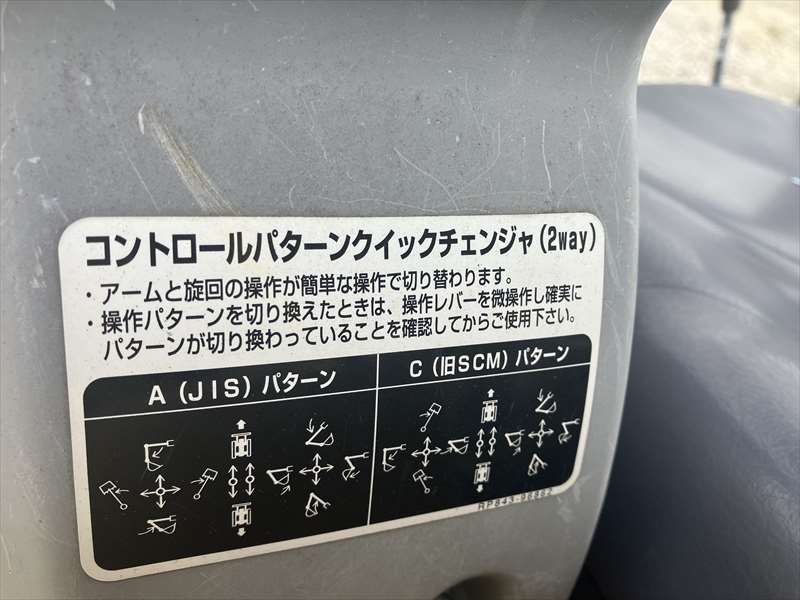 コントロールパターンクイックチェンジャ(2way)
・アームと旋回の操作が簡単な操作で切り替わります。
・操作パターンを切り換えたときは、操作レバーを微操作し確実に
パターンが切り換わっていることを確認してからご使用下さい。
A(JIS)パターン
C(旧SCM)パターン